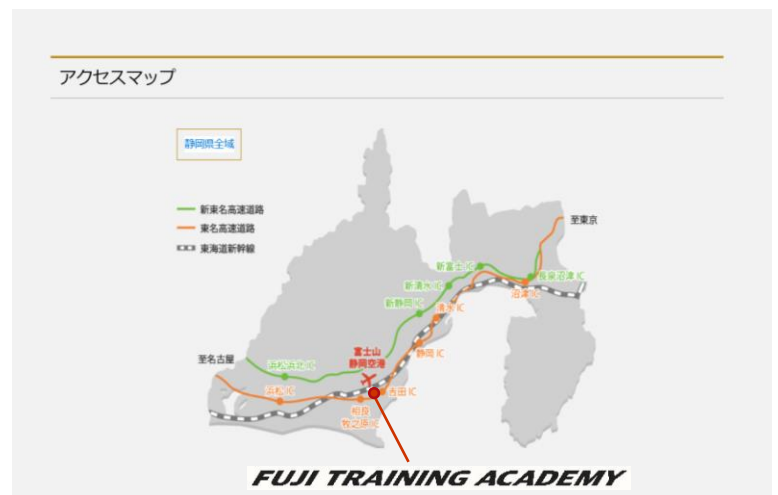 アクセスマップ
静岡県全域
新東名高速道路
東名高速道路
東海道新幹線
至東京
新富士IC
長泉沼津IC
新清水IC
沼津IC
新静岡IC
清水IC
富士山
静岡空港
静岡IC
至名古屋
浜松浜北IC
浜松IC
吉田IC
相良
牧之原IC
FUJI TRAINING ACADEMY